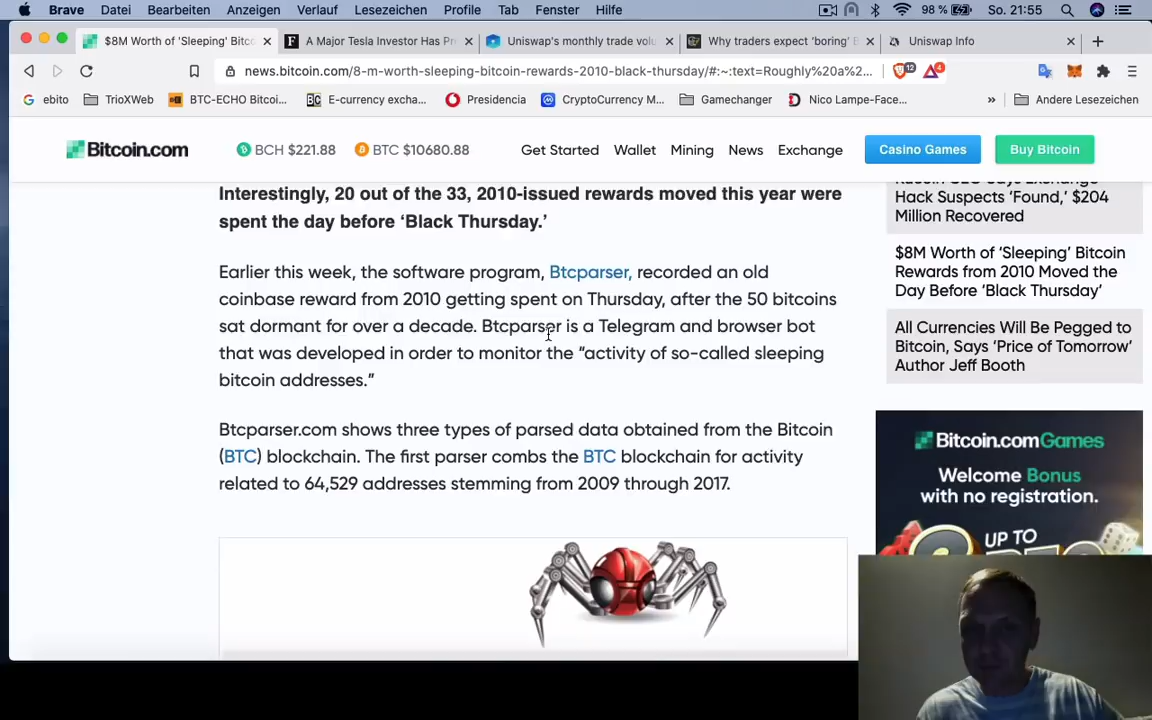 Brave Datei Bearbeiten Anzeigen Verlauf Lesezeichen Profile Tab Fenster Hilfe 98 % So. 21:55
$8M Worth of 'Sleeping' Bitco
A Major Tesla Investor Has Pr
Uniswap's monthly trade volu
Why traders expect 'boring' E
Uniswap Info
news.bitcoin.com/8-m-worth-sleeping-bitcoin-rewards-2010-black-thursday/#:~:text=Roughly%20a%2...
12
4
ebito TrioXWeb BTC-ECHO Bitcoi... E-currency excha... Presidencia CryptoCurrency M... Gamechanger Nico Lampe-Face... » Andere Lesezeichen
Bitcoin.com BCH $221.88 BTC $10680.88 Get Started Wallet Mining News Exchange Casino Games Buy Bitcoin
Interestingly, 20 out of the 33, 2010-issued rewards moved this year were
spent the day before ‘Black Thursday.’
Earlier this week, the software program, Btcparser, recorded an old
coinbase reward from 2010 getting spent on Thursday, after the 50 bitcoins
sat dormant for over a decade. Btcparser is a Telegram and browser bot
that was developed in order to monitor the “activity of so-called sleeping
bitcoin addresses.”
Btcparser.com shows three types of parsed data obtained from the Bitcoin
(BTC) blockchain. The first parser combs the BTC blockchain for activity
related to 64,529 addresses stemming from 2009 through 2017.
Kucoin CEO Says Exchange
Hack Suspects ‘Found,’ $204
Million Recovered
$8M Worth of ‘Sleeping’ Bitcoin
Rewards from 2010 Moved the
Day Before ‘Black Thursday’
All Currencies Will Be Pegged to
Bitcoin, Says ‘Price of Tomorrow’
Author Jeff Booth
Bitcoin.com Games
Welcome Bonus
with no registration.
UP TO